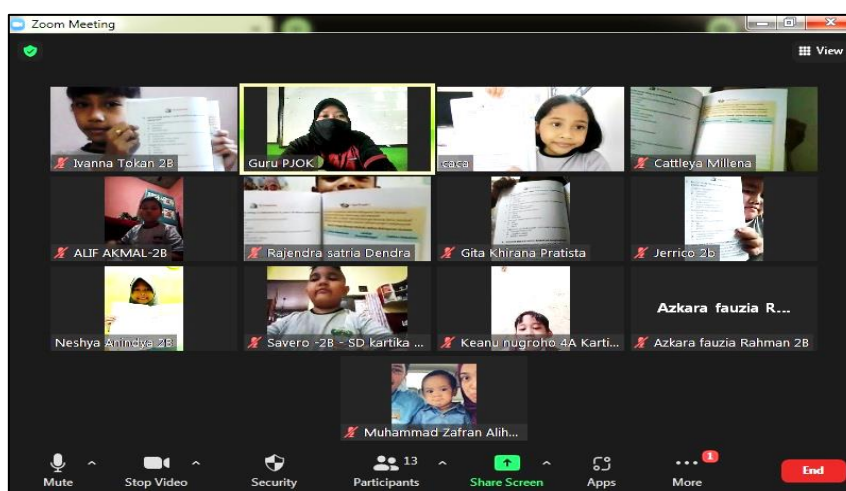 Zoom Meeting
View
Ivanna Tokan 2B
Guru PJOK
caca
Cattleya Millena
ALIF AKMAL-2B
Rajendra satria Dendra
Gita Khirana Pratista
Jerrico 2b
Neshya Anindya 2B
Savero -2B - SD kartika ...
Keanu nugroho 4A Karti...
Azkara fauzia R...
Azkara fauzia Rahman 2B
Muhammad Zafran Alih...
Mute
Stop Video
Security
13
Participants
Share Screen
Apps
1
More
End